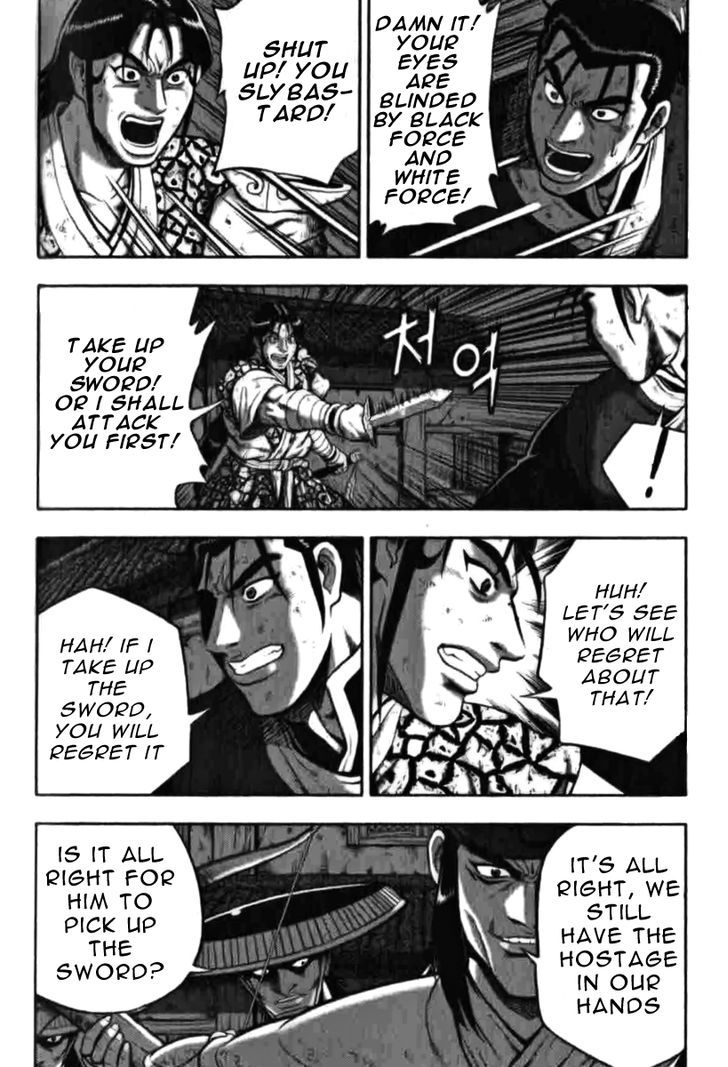 SHUT
UP! YOU
SLYBAS-
TARD!
DAMN IT!
YOUR
EYES
ARE
BLINDED
BY BLACK
FORCE
AND
WHITE
FORCE!
TAKE UP
YOUR
SWORD!
OR I SHALL
ATTACK
YOU FIRST!
처억
!
HAH! IF I
TAKE UP
THE
SWORD,
YOU WILL
REGRET IT
HUH!
LET'S SEE
WHO WILL
REGRET
ABOUT
THAT!
IS IT ALL
RIGHT FOR
HIM TO
PICK UP
THE
SWORD?
IT'S ALL
RIGHT, WE
STILL
HAVE THE
HOSTAGE
IN OUR
HANDS